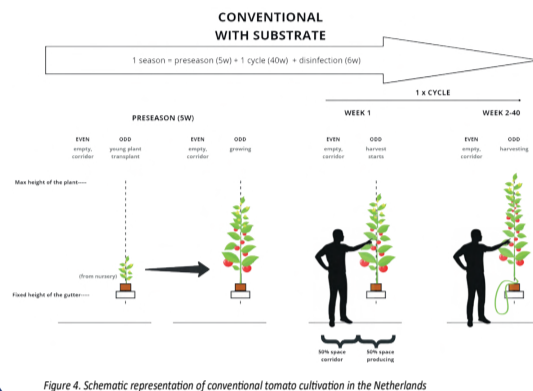 CONVENTIONAL
WITH SUBSTRATE
1 season = preseason (5w) + 1 cycle (40w) + disinfection (6w)
1 x CYCLE
PRESEASON (5W)
WEEK 1
WEEK 2-40
EVEN
empty,
corridor
ODD
young plant
transplant
EVEN
empty,
corridor
ODD
growing
EVEN
empty,
corridor
ODD
harvest
starts
EVEN
empty,
corridor
ODD
harvesting
Max height of the plant----
(from nursery)
Fixed height of the gutter----
50% space
corridor
50% space
producing
Figure 4. Schematic representation of conventional tomato cultivation in the Netherlands